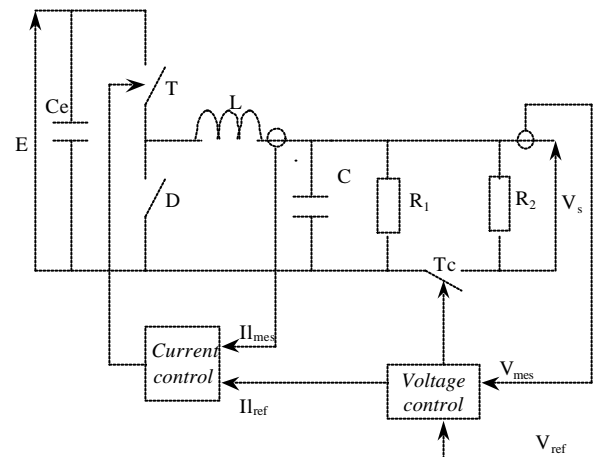 Ce
T
L
E
C
D
R1
R2
Vs
Tc
Ilmes
Current
control
Ilref
Voltage
control
Vmes
Vref